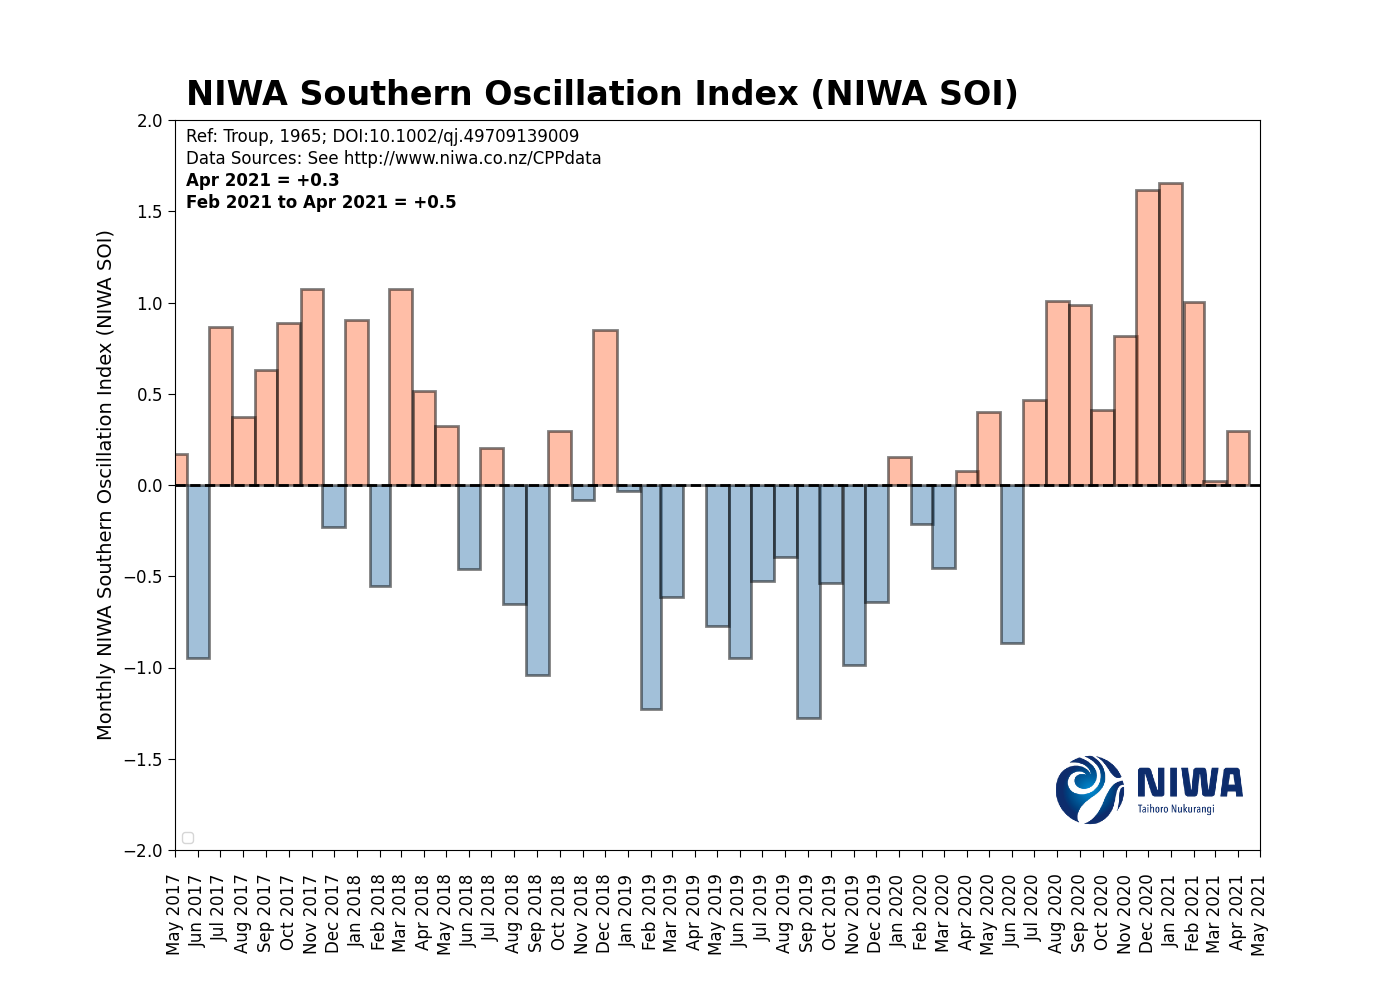 NIWA Southern Oscillation Index (NIWA SOI)
Ref: Troup, 1965; DOI:10.1002/qj.49709139009
Data Sources: See http://www.niwa.co.nz/CPPdata
Apr 2021 = +0.3
Feb 2021 to Apr 2021 = +0.5
Monthly NIWA Southern Oscillation Index (NIWA SOI)
2.0
1.5
1.0
0.5
0.0
−0.5
−1.0
−1.5
−2.0
NIWA
Taihoro Nukurangi
May 2017
Jun 2017
Jul 2017
Aug 2017
Sep 2017
Oct 2017
Nov 2017
Dec 2017
Jan 2018
Feb 2018
Mar 2018
Apr 2018
May 2018
Jun 2018
Jul 2018
Aug 2018
Sep 2018
Oct 2018
Nov 2018
Dec 2018
Jan 2019
Feb 2019
Mar 2019
Apr 2019
May 2019
Jun 2019
Jul 2019
Aug 2019
Sep 2019
Oct 2019
Nov 2019
Dec 2019
Jan 2020
Feb 2020
Mar 2020
Apr 2020
May 2020
Jun 2020
Jul 2020
Aug 2020
Sep 2020
Oct 2020
Nov 2020
Dec 2020
Jan 2021
Feb 2021
Mar 2021
Apr 2021
May 2021